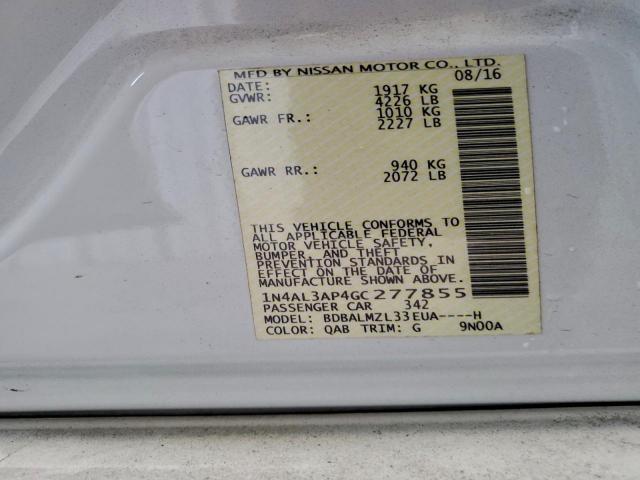 MFD BY NISSAN MOTOR CO., LTD.
DATE: 08/16
GVWR: 1917 KG
4226 LB
GAWR FR.: 1010 KG
2227 LB
GAWR RR.: 940 KG
2072 LB
THIS VEHICLE CONFORMS TO
ALL APPLICABLE FEDERAL
MOTOR VEHICLE SAFETY,
BUMPER, AND THEFT
PREVENTION STANDARDS IN
EFFECT ON THE DATE OF
MANUFACTURE SHOWN ABOVE.
1N4AL3AP4GC277855
PASSENGER CAR 342
MODEL: BDBALMZL33EUA----H
COLOR: QAB TRIM: G 9N00A